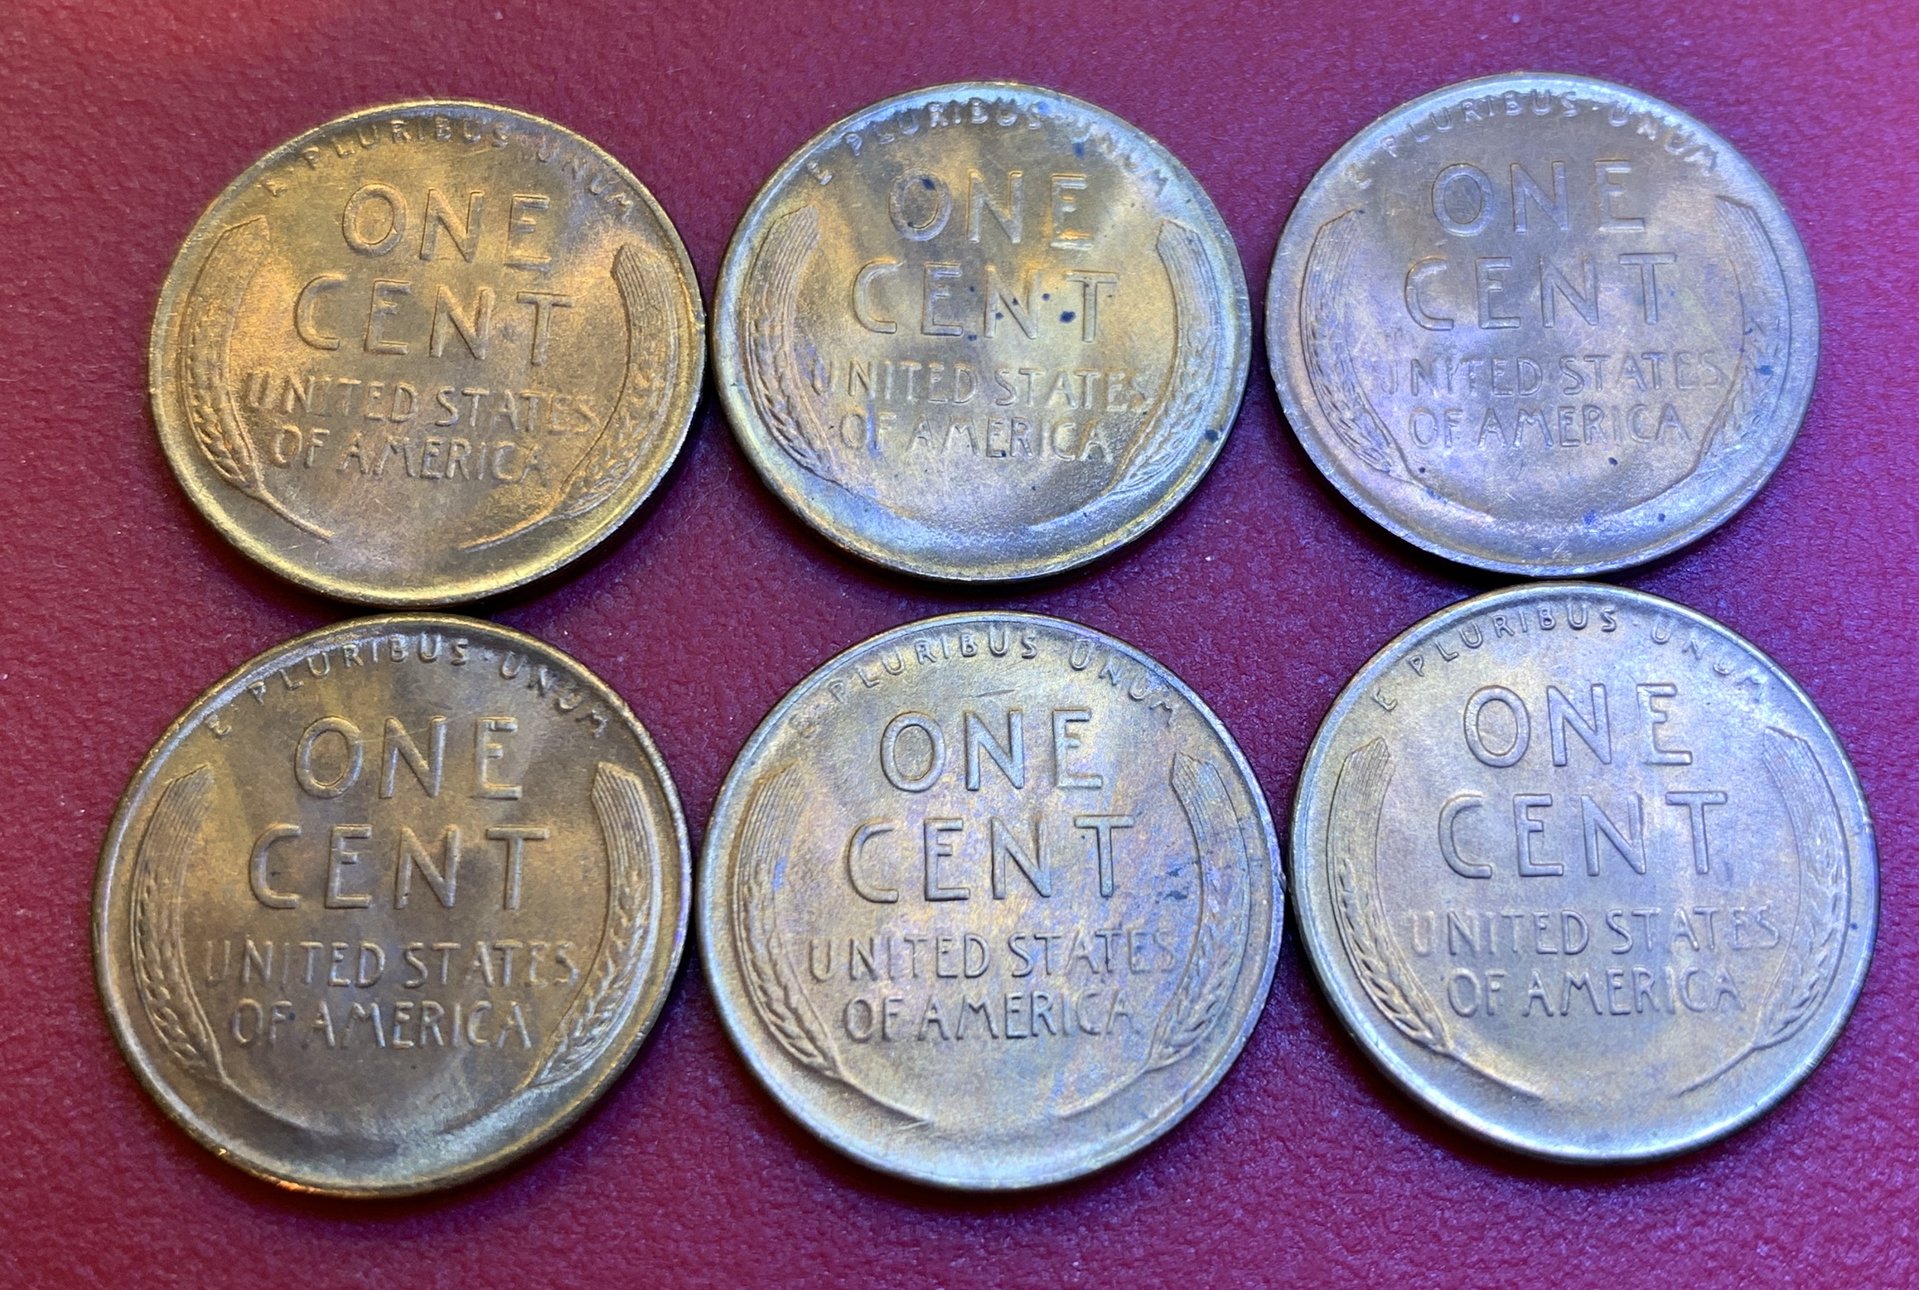 E PLURIBUS · UNUM
ONE
CENT
UNITED STATES
OF AMERICA
E PLURIBUS · UNUM
ONE
CENT
UNITED STATES
OF AMERICA
E PLURIBUS · UNUM
ONE
CENT
UNITED STATES
OF AMERICA
E PLURIBUS · UNUM
ONE
CENT
UNITED STATES
OF AMERICA
E PLURIBUS · UNUM
ONE
CENT
UNITED STATES
OF AMERICA
E PLURIBUS · UNUM
ONE
CENT
UNITED STATES
OF AMERICA